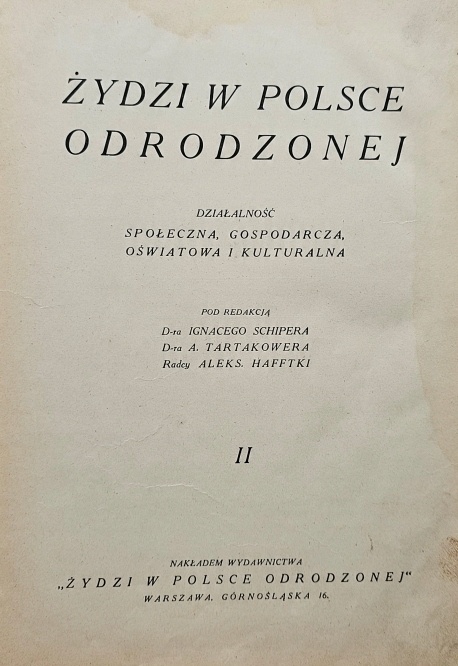 ŻYDZI W POLSCE
ODRODZONEJ
DZIAŁALNOŚĆ
SPOŁECZNA, GOSPODARCZA,
OŚWIATOWA I KULTURALNA
POD REDAKCJĄ
D-ra IGNACEGO SCHIPERA
D-ra A. TARTAKOWERA
Radcy ALEKS. HAFFTKI
II
NAKŁADEM WYDAWNICTWA
„ŻYDZI W POLSCE ODRODZONEJ"
WARSZAWA, GÓRNOŚLĄSKA 16.